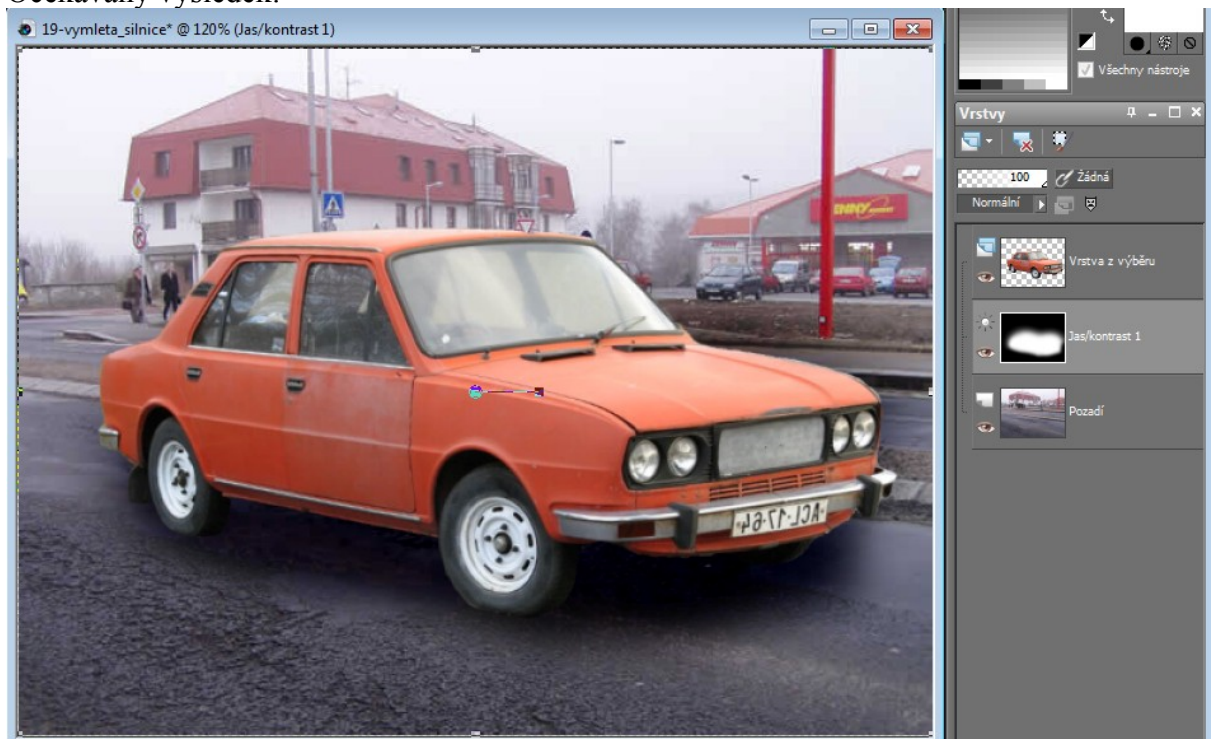 Očekávaný výsledek:
19-vymleta_silnice* @ 120% (Jas/kontrast 1)
Všechny nástroje
Vrstvy
100
Žádná
Normální
PENNY
Vrstva z výběru
Jas/kontrast 1
Pozadí
ACL·17·64